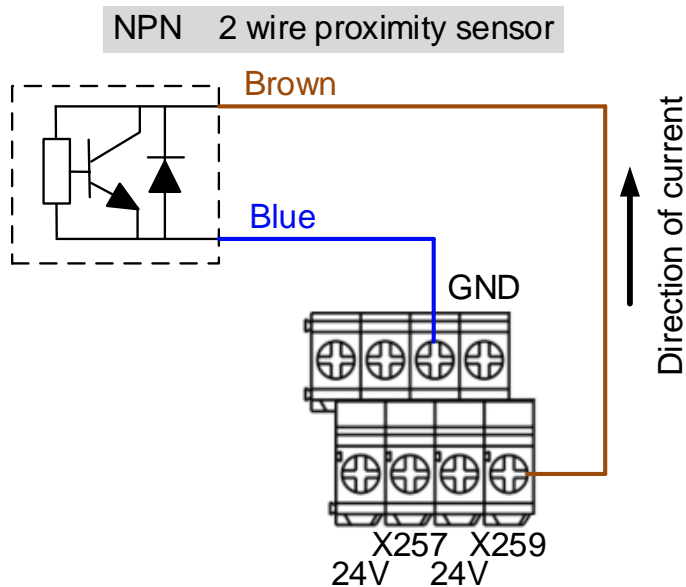 NPN 2 wire proximity sensor
Brown
Blue
GND
Direction of current
X257 X259
24V 24V